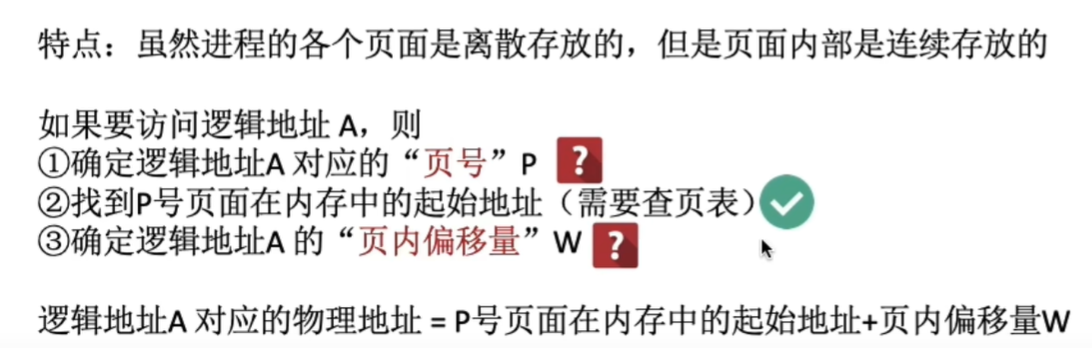 特点：虽然进程的各个页面是离散存放的，但是页面内部是连续存放的
如果要访问逻辑地址 A，则
①确定逻辑地址A 对应的“页号”P ?
②找到P号页面在内存中的起始地址（需要查页表）
③确定逻辑地址A 的“页内偏移量”W ?
逻辑地址A 对应的物理地址 = P号页面在内存中的起始地址+页内偏移量W